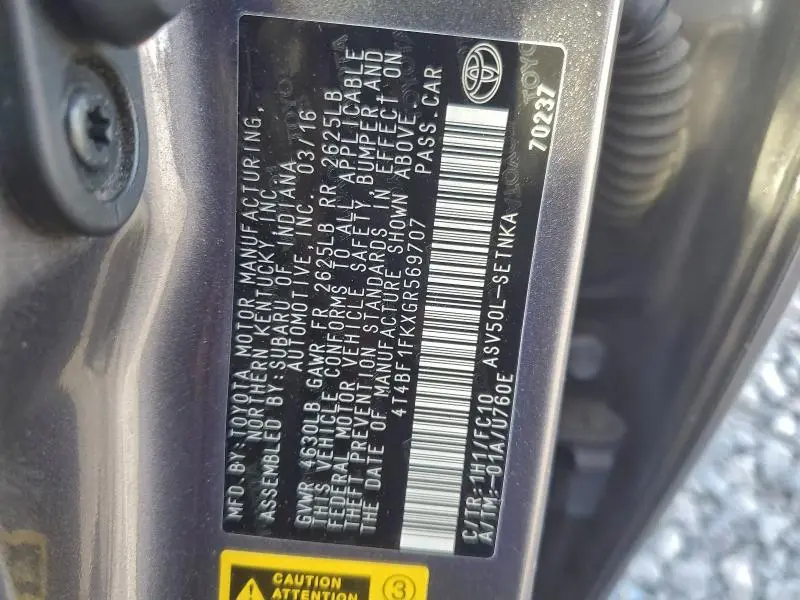 MFD. BY: TOYOTA MOTOR MANUFACTURING,
NORTHERN KENTUCKY, INC.
ASSEMBLED BY: SUBARU OF INDIANA
AUTOMOTIVE, INC. 03/16
GVWR 4630LB GAWR FR 2625LB RR 2625LB
THIS VEHICLE CONFORMS TO ALL APPLICABLE
FEDERAL MOTOR VEHICLE SAFETY, BUMPER AND
THEFT PREVENTION STANDARDS IN EFFECT ON
THE DATE OF MANUFACTURE SHOWN ABOVE.
4T4BF1FKXGR569707 PASS. CAR
C/TR: 1H1/FC10 ASV50L-SETNKA
A/TM: -01A/U760E 70237
TOYOTA
CAUTION
ATTENTION
3